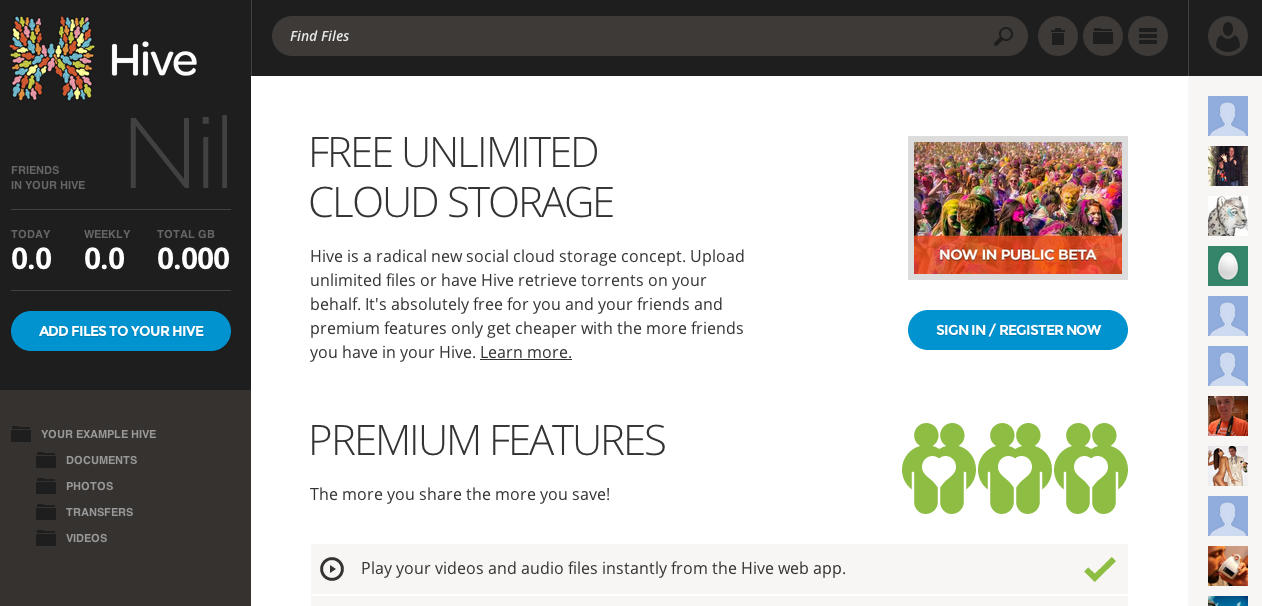 Hive
Find Files
Nil
FRIENDS
IN YOUR HIVE
TODAY WEEKLY TOTAL GB
0.0 0.0 0.000
ADD FILES TO YOUR HIVE
YOUR EXAMPLE HIVE
DOCUMENTS
PHOTOS
TRANSFERS
VIDEOS
FREE UNLIMITED
CLOUD STORAGE
Hive is a radical new social cloud storage concept. Upload
unlimited files or have Hive retrieve torrents on your
behalf. It's absolutely free for you and your friends and
premium features only get cheaper with the more friends
you have in your Hive. Learn more.
NOW IN PUBLIC BETA
SIGN IN / REGISTER NOW
PREMIUM FEATURES
The more you share the more you save!
Play your videos and audio files instantly from the Hive web app.